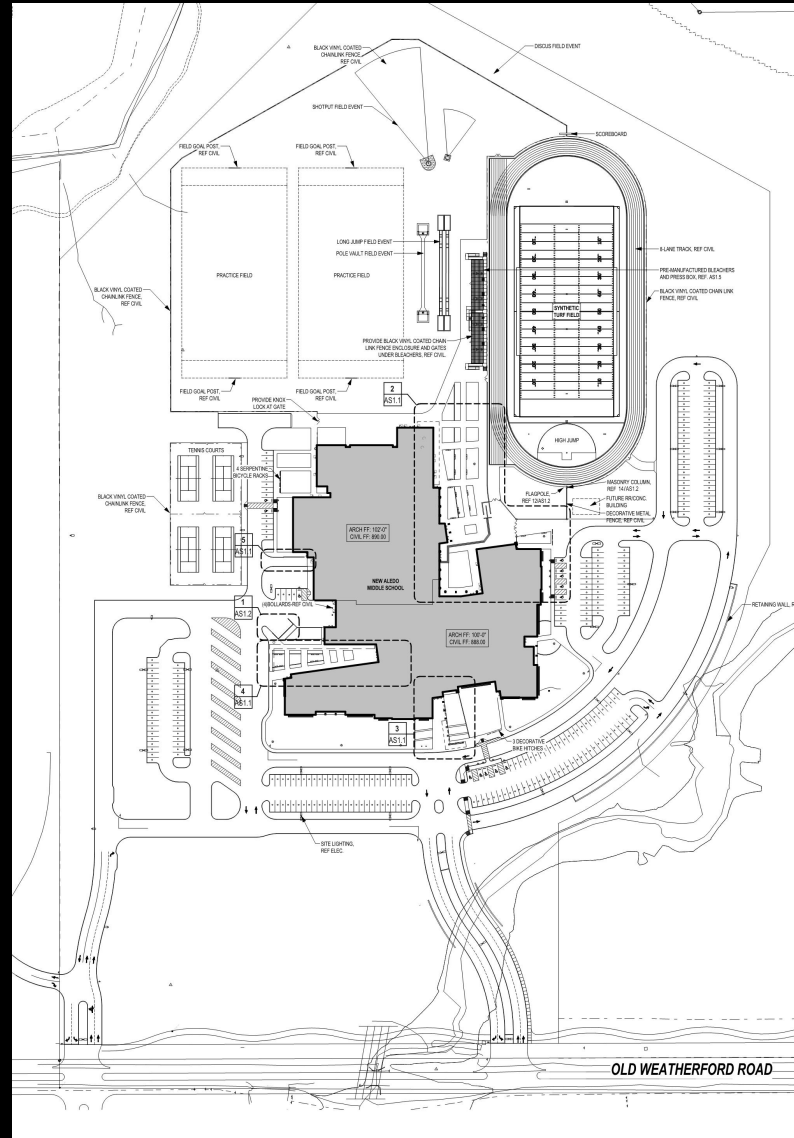 BLACK VINYL COATED
CHAINLINK FENCE,
REF CIVIL
DISCUS FIELD EVENT
SHOTPUT FIELD EVENT
SCOREBOARD
FIELD GOAL POST,
REF CIVIL
FIELD GOAL POST,
REF CIVIL
LONG JUMP FIELD EVENT
POLE VAULT FIELD EVENT
8-LANE TRACK, REF CIVIL
PRACTICE FIELD
PRACTICE FIELD
PRE-MANUFACTURED BLEACHERS
AND PRESS BOX, REF. AS1.5
BLACK VINYL COATED CHAIN LINK
FENCE, REF CIVIL
BLACK VINYL COATED
CHAINLINK FENCE,
REF CIVIL
SYNTHETIC
TURF FIELD
PROVIDE BLACK VINYL COATED CHAIN
LINK FENCE ENCLOSURE AND GATES
UNDER BLEACHERS, REF CIVIL.
FIELD GOAL POST,
REF CIVIL
FIELD GOAL POST,
REF CIVIL
2
AS1.1
PROVIDE KNOX
LOCK AT GATE
HIGH JUMP
TENNIS COURTS
4 SERPENTINE
BICYCLE RACKS
MASONRY COLUMN,
REF 14/AS1.2
FLAGPOLE,
REF 12/AS1.2
FUTURE RR/CONC.
BUILDING
DECORATIVE METAL
FENCE, REF CIVIL
BLACK VINYL COATED
CHAINLINK FENCE,
REF CIVIL
ARCH FF: 102'-0"
CIVIL FF: 890.00
5
AS1.1
NEW ALEDO
MIDDLE SCHOOL
1
AS1.2
(4)BOLLARDS-REF CIVIL
RETAINING WALL, R
ARCH FF: 100'-0"
CIVIL FF: 888.00
4
AS1.1
3
AS1.1
3 DECORATIVE
BIKE HITCHES
SITE LIGHTING,
REF ELEC.
OLD WEATHERFORD ROAD